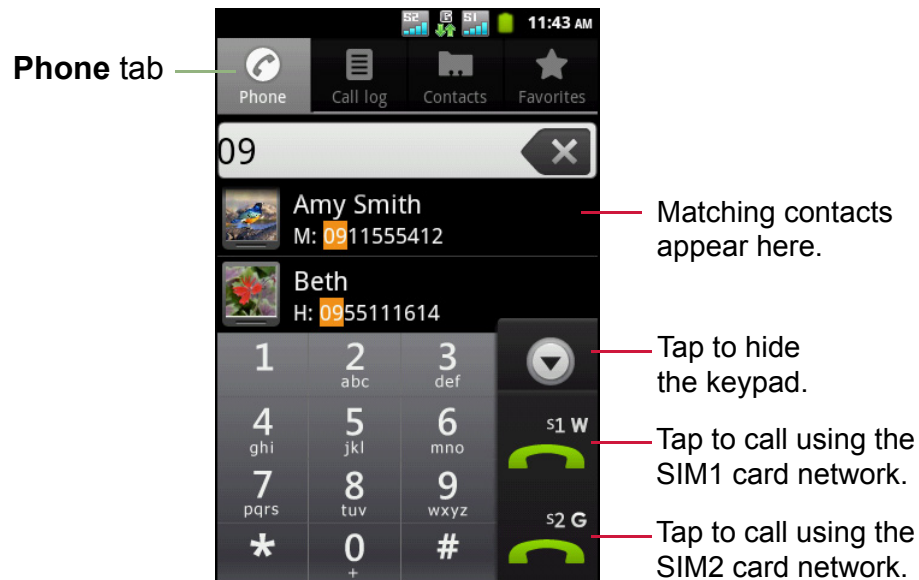 S2 E S1 11:43 AM
Phone tab
Phone Call log Contacts Favorites
09
Amy Smith
M: 0911555412
Matching contacts
appear here.
Beth
H: 0955111614
1 2 3
abc def
Tap to hide
the keypad.
4 5 6
ghi jkl mno
S1 W
Tap to call using the
SIM1 card network.
7 8 9
pqrs tuv wxyz
S2 G
* 0 #
+
Tap to call using the
SIM2 card network.